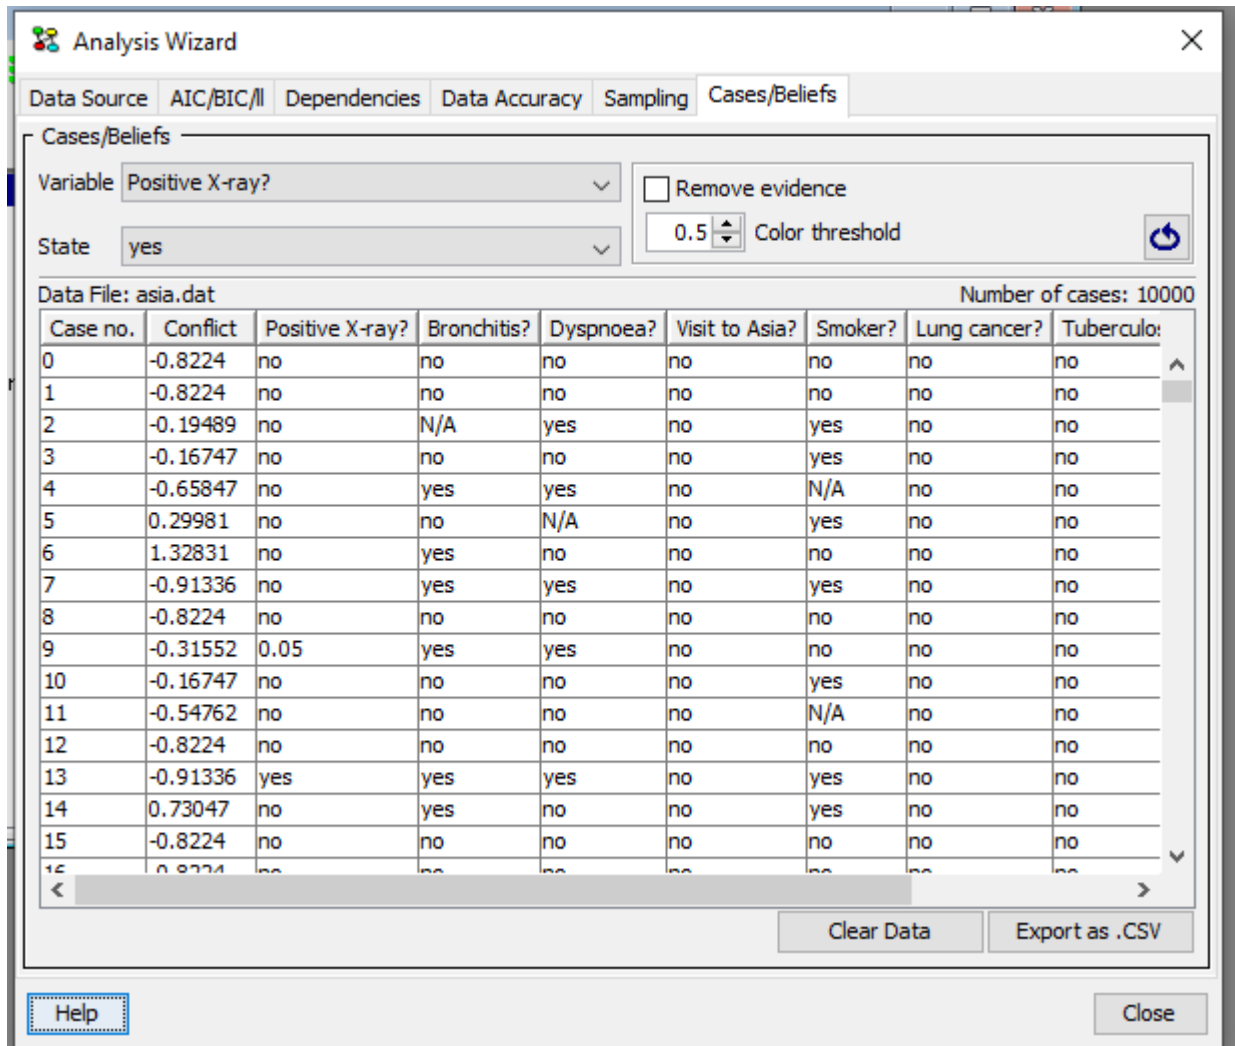 Analysis Wizard
Data Source AIC/BIC/ll Dependencies Data Accuracy Sampling Cases/Beliefs
Cases/Beliefs
Variable Positive X-ray?
Remove evidence
State yes
0.5 Color threshold
Data File: asia.dat Number of cases: 10000
Case no. Conflict Positive X-ray? Bronchitis? Dyspnoea? Visit to Asia? Smoker? Lung cancer? Tuberculos
0 -0.8224 no no no no no no no
1 -0.8224 no no no no no no no
2 -0.19489 no N/A yes no yes no no
3 -0.16747 no no no no yes no no
4 -0.65847 no yes yes no N/A no no
5 0.29981 no no N/A no yes no no
6 1.32831 no yes no no no no no
7 -0.91336 no yes yes no yes no no
8 -0.8224 no no no no no no no
9 -0.31552 0.05 yes yes no no no no
10 -0.16747 no no no no yes no no
11 -0.54762 no no no no N/A no no
12 -0.8224 no no no no no no no
13 -0.91336 yes yes yes no yes no no
14 0.73047 no yes no no yes no no
15 -0.8224 no no no no no no no
16 -0.8224 no no no no no no no
Clear Data Export as .CSV
Help Close